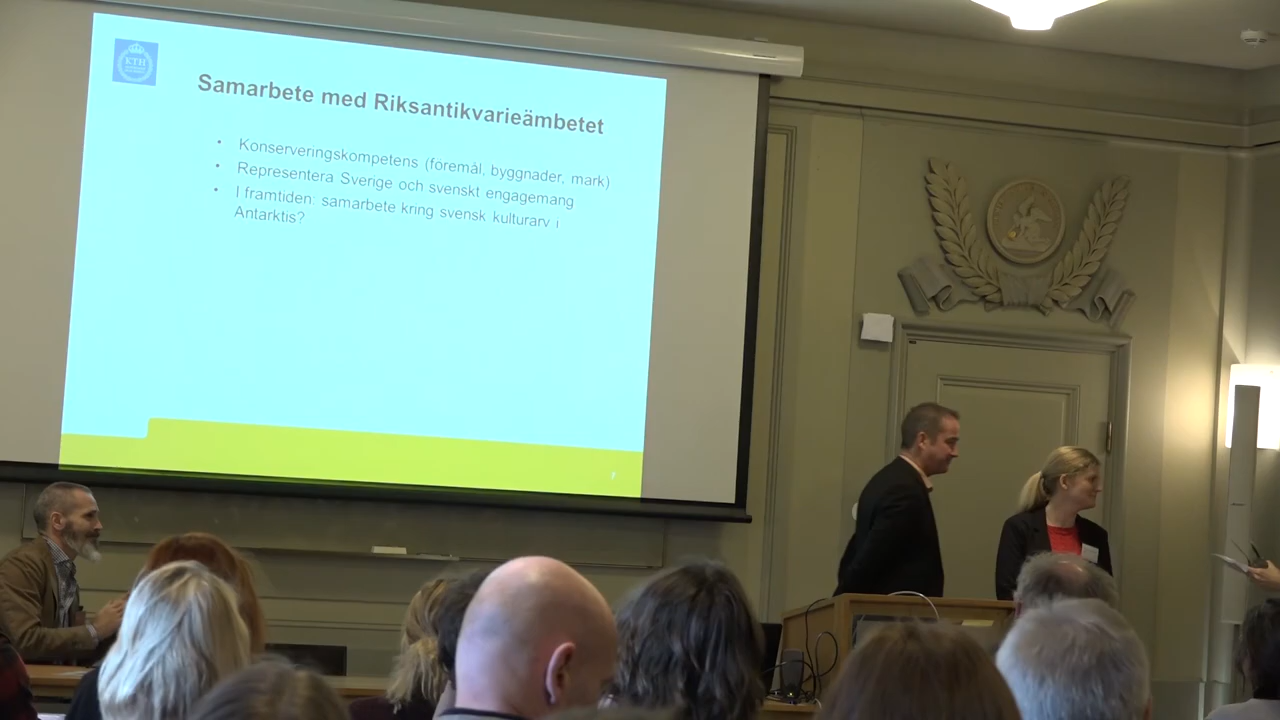 KTH
Samarbete med Riksantikvarieämbetet
• Konserveringskompetens (föremål, byggnader, mark)
• Representera Sverige och svenskt engagemang
• I framtiden: samarbete kring svensk kulturarv i
Antarktis?